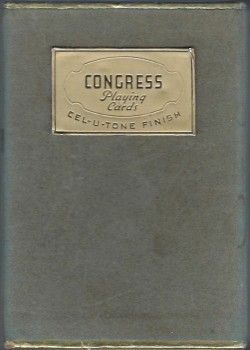 CONGRESS
Playing
Cards
CEL-U-TONE FINISH